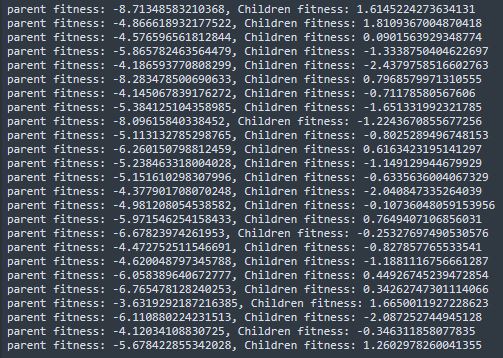 parent fitness: -8.71348583210368, Children fitness: 1.6145224273634131
parent fitness: -4.866618932177522, Children fitness: 1.8109367004870418
parent fitness: -4.576596561812844, Children fitness: 0.0901563929348774
parent fitness: -5.865782463564479, Children fitness: -1.3338750404622697
parent fitness: -4.186593770808299, Children fitness: -2.4379758516602763
parent fitness: -8.283478500690633, Children fitness: 0.7968579971310555
parent fitness: -4.145067839176272, Children fitness: -0.71178580567606
parent fitness: -5.384125104358985, Children fitness: -1.651331992321785
parent fitness: -8.09615840338452, Children fitness: -1.2243670855677256
parent fitness: -5.113132785298765, Children fitness: -0.8025289496748153
parent fitness: -6.260150798812459, Children fitness: 0.6163423195141297
parent fitness: -5.238463318004028, Children fitness: -1.149129944679929
parent fitness: -5.151610298307996, Children fitness: -0.6335636004067329
parent fitness: -4.377901708070248, Children fitness: -2.040847335264039
parent fitness: -4.981208054538582, Children fitness: -0.10736048059153956
parent fitness: -5.971546254158433, Children fitness: 0.7649407106856031
parent fitness: -6.67823974261953, Children fitness: -0.25327697490530576
parent fitness: -4.472752511546691, Children fitness: -0.827857765533541
parent fitness: -4.620048797345788, Children fitness: -1.1881116756661287
parent fitness: -6.058389640672777, Children fitness: 0.44926745239472854
parent fitness: -6.765478128240253, Children fitness: 0.34262747301114066
parent fitness: -3.6319292187216385, Children fitness: 1.6650011927228623
parent fitness: -6.110880224231513, Children fitness: -2.087252744945128
parent fitness: -4.12034108830725, Children fitness: -0.346311858077835
parent fitness: -5.678422855342028, Children fitness: 1.2602978260041355